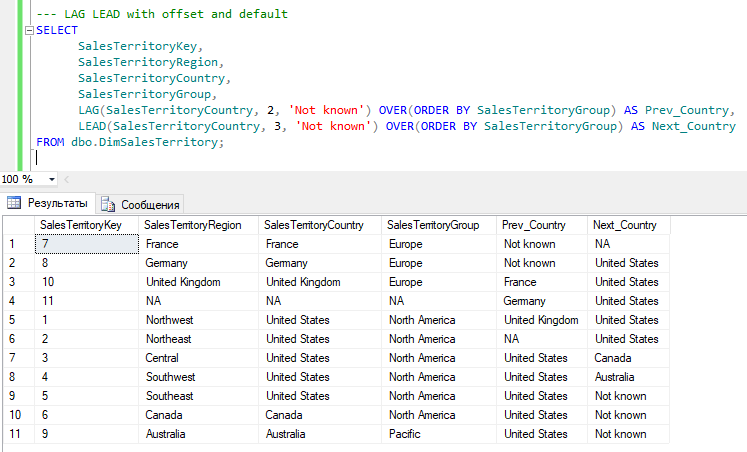 --- LAG LEAD with offset and default
SELECT
SalesTerritoryKey,
SalesTerritoryRegion,
SalesTerritoryCountry,
SalesTerritoryGroup,
LAG(SalesTerritoryCountry, 2, 'Not known') OVER(ORDER BY SalesTerritoryGroup) AS Prev_Country,
LEAD(SalesTerritoryCountry, 3, 'Not known') OVER(ORDER BY SalesTerritoryGroup) AS Next_Country
FROM dbo.DimSalesTerritory;
100 %
Результаты Сообщения
SalesTerritoryKey SalesTerritoryRegion SalesTerritoryCountry SalesTerritoryGroup Prev_Country Next_Country
1 7 France France Europe Not known NA
2 8 Germany Germany Europe Not known United States
3 10 United Kingdom United Kingdom Europe France United States
4 11 NA NA NA Germany United States
5 1 Northwest United States North America United Kingdom United States
6 2 Northeast United States North America NA United States
7 3 Central United States North America United States Canada
8 4 Southwest United States North America United States Australia
9 5 Southeast United States North America United States Not known
10 6 Canada Canada North America United States Not known
11 9 Australia Australia Pacific United States Not known